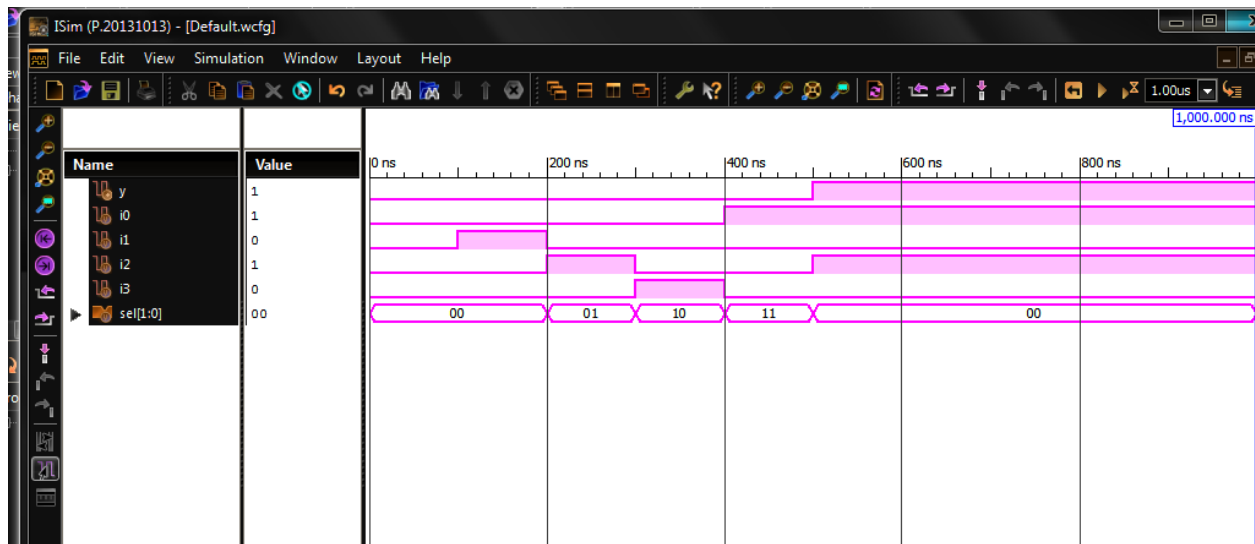 ISim (P.20131013) - [Default.wcfg]
File Edit View Simulation Window Layout Help
1.00us
1,000.000 ns
Name Value |0 ns |200 ns |400 ns |600 ns |800 ns
y 1
i0 1
i1 0
i2 1
i3 0
sel[1:0] 00 00 01 10 11 00